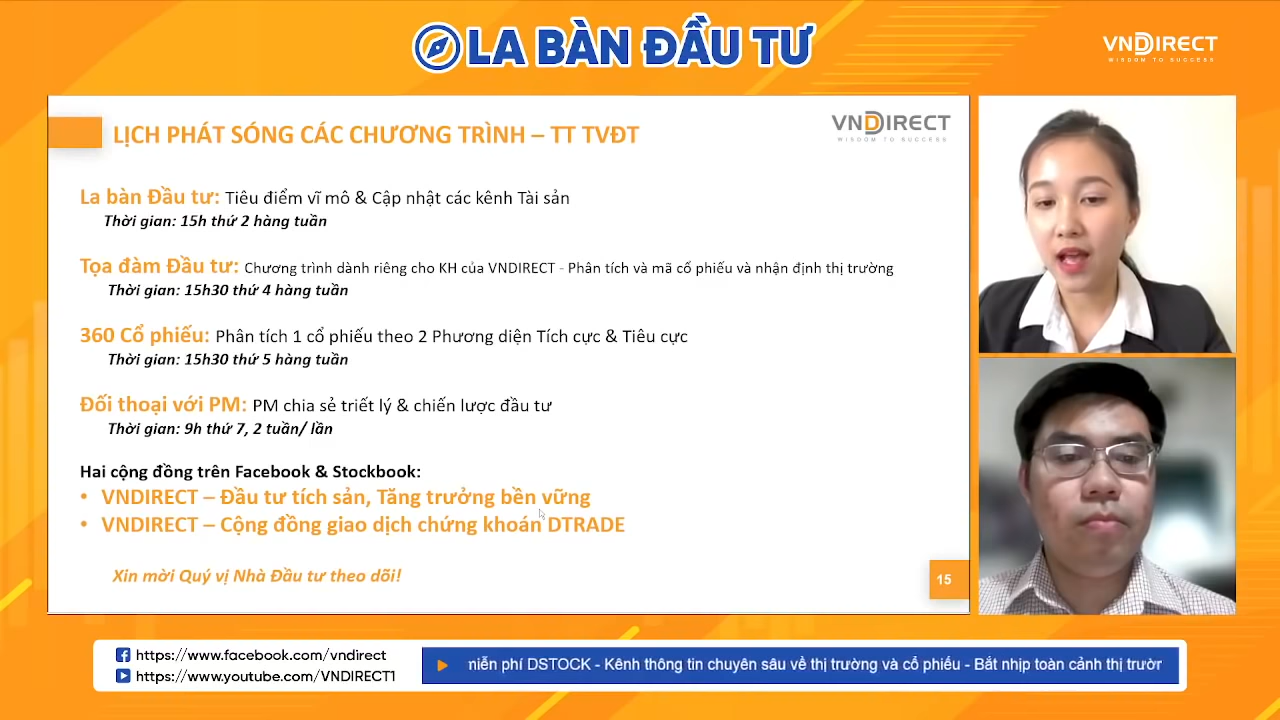 LA BÀN ĐẦU TƯ
VNDIRECT
WISDOM TO SUCCESS
LỊCH PHÁT SÓNG CÁC CHƯƠNG TRÌNH – TT TVĐT
VNDIRECT
WISDOM TO SUCCESS
La bàn Đầu tư: Tiêu điểm vĩ mô & Cập nhật các kênh Tài sản
Thời gian: 15h thứ 2 hàng tuần
Tọa đàm Đầu tư: Chương trình dành riêng cho KH của VNDIRECT - Phân tích và mã cổ phiếu và nhận định thị trường
Thời gian: 15h30 thứ 4 hàng tuần
360 Cổ phiếu: Phân tích 1 cổ phiếu theo 2 Phương diện Tích cực & Tiêu cực
Thời gian: 15h30 thứ 5 hàng tuần
Đối thoại với PM: PM chia sẻ triết lý & chiến lược đầu tư
Thời gian: 9h thứ 7, 2 tuần/ lần
Hai cộng đồng trên Facebook & Stockbook:
• VNDIRECT – Đầu tư tích sản, Tăng trưởng bền vững
• VNDIRECT – Cộng đồng giao dịch chứng khoán DTRADE
Xin mời Quý vị Nhà Đầu tư theo dõi!
15
https://www.facebook.com/vndirect
https://www.youtube.com/VNDIRECT1
miễn phí DSTOCK - Kênh thông tin chuyên sâu về thị trường và cổ phiếu - Bắt nhịp toàn cảnh thị trườr